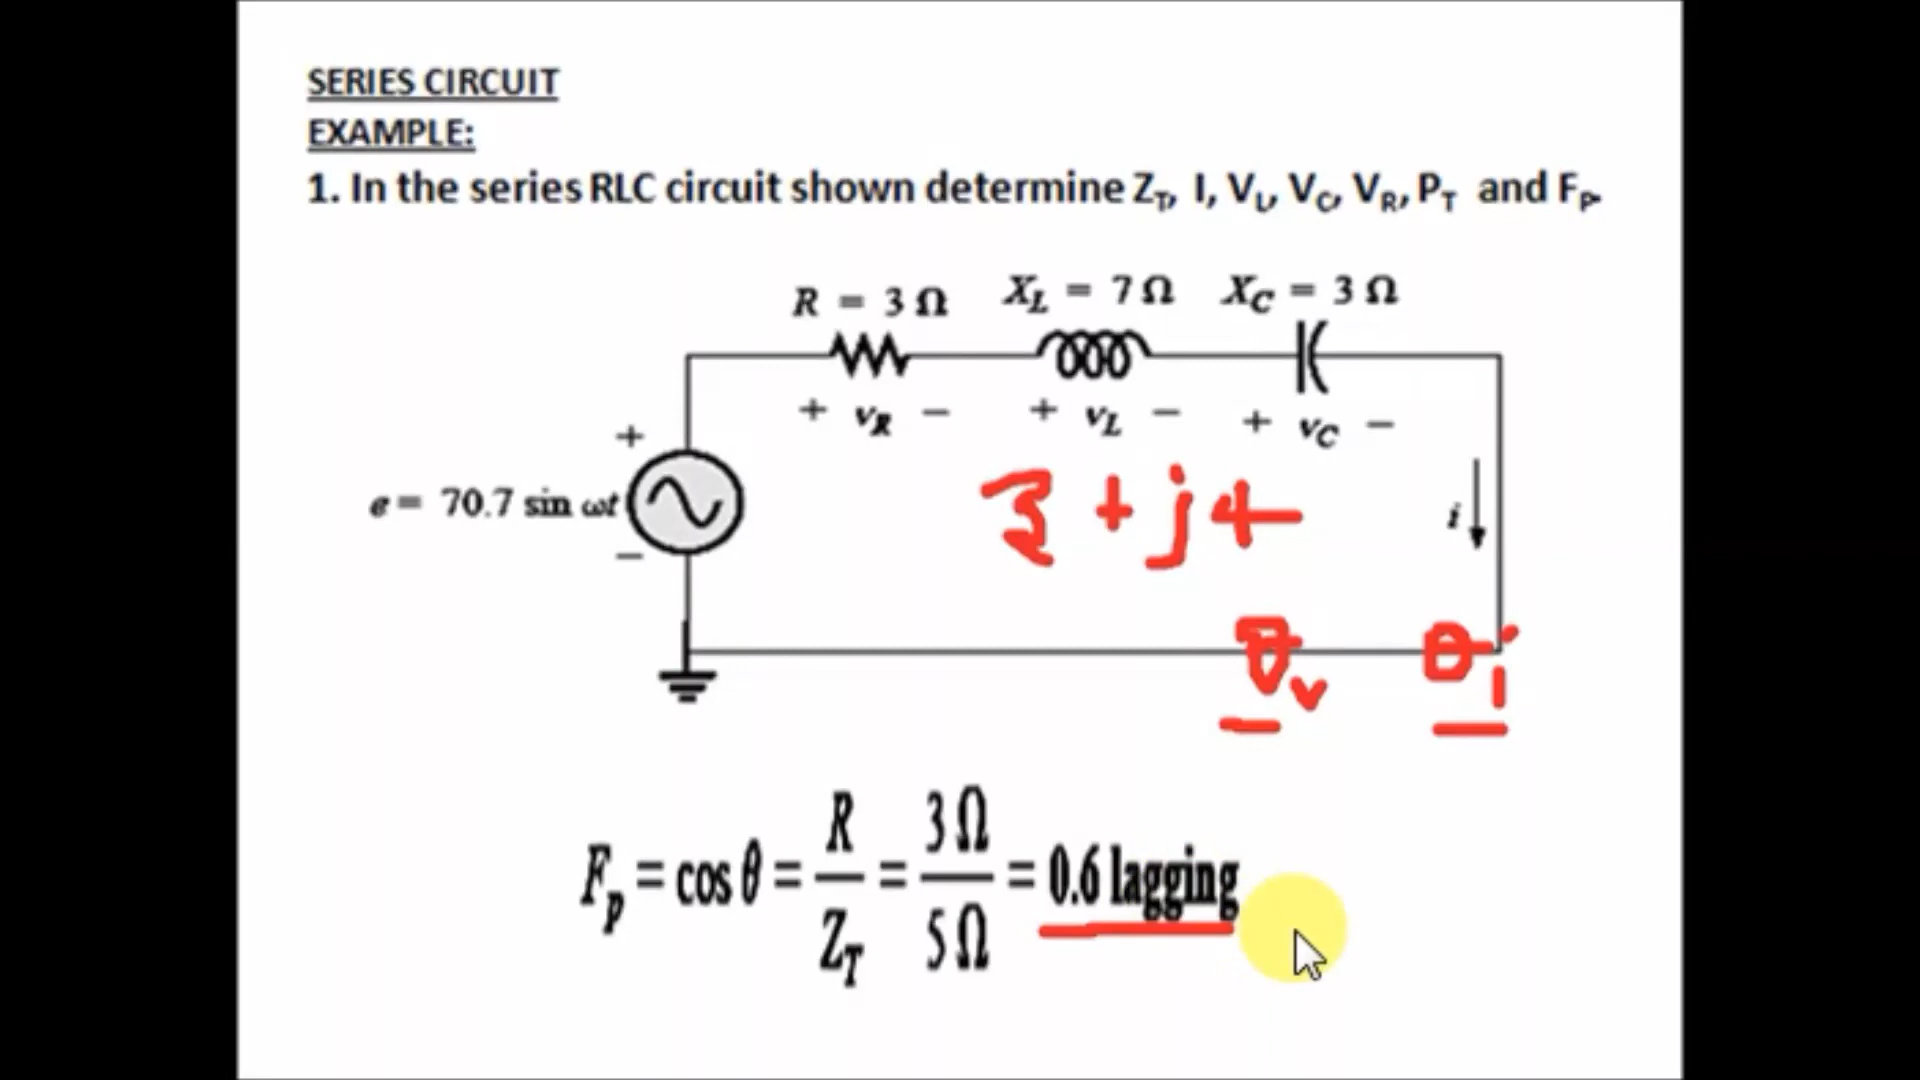 SERIES CIRCUIT
EXAMPLE:
1. In the series RLC circuit shown determine Z_T, I, V_L, V_C, V_R, P_T and F_P.
R = 3 Ω X_L = 7 Ω X_C = 3 Ω
+ v_R − + v_L − + v_C −
+
e = 70.7 sin ωt
−
i
3 + j4
θ_v θ_i
F_p = cos θ = R/Z_T = 3 Ω/5 Ω = 0.6 lagging